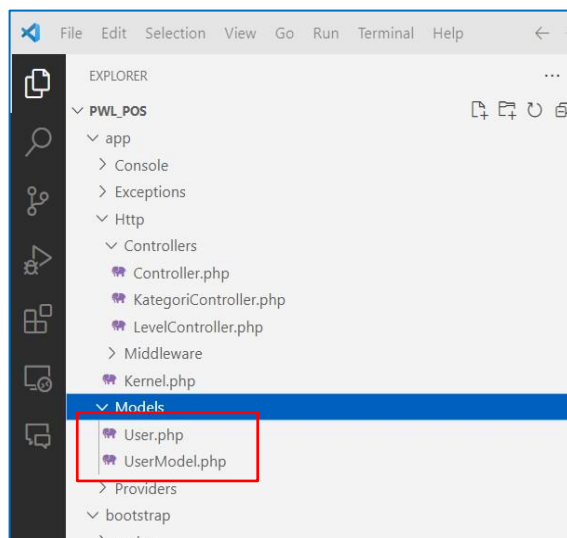 File Edit Selection View Go Run Terminal Help
EXPLORER
PWL_POS
app
Console
Exceptions
Http
Controllers
Controller.php
KategoriController.php
LevelController.php
Middleware
Kernel.php
Models
User.php
UserModel.php
Providers
bootstrap